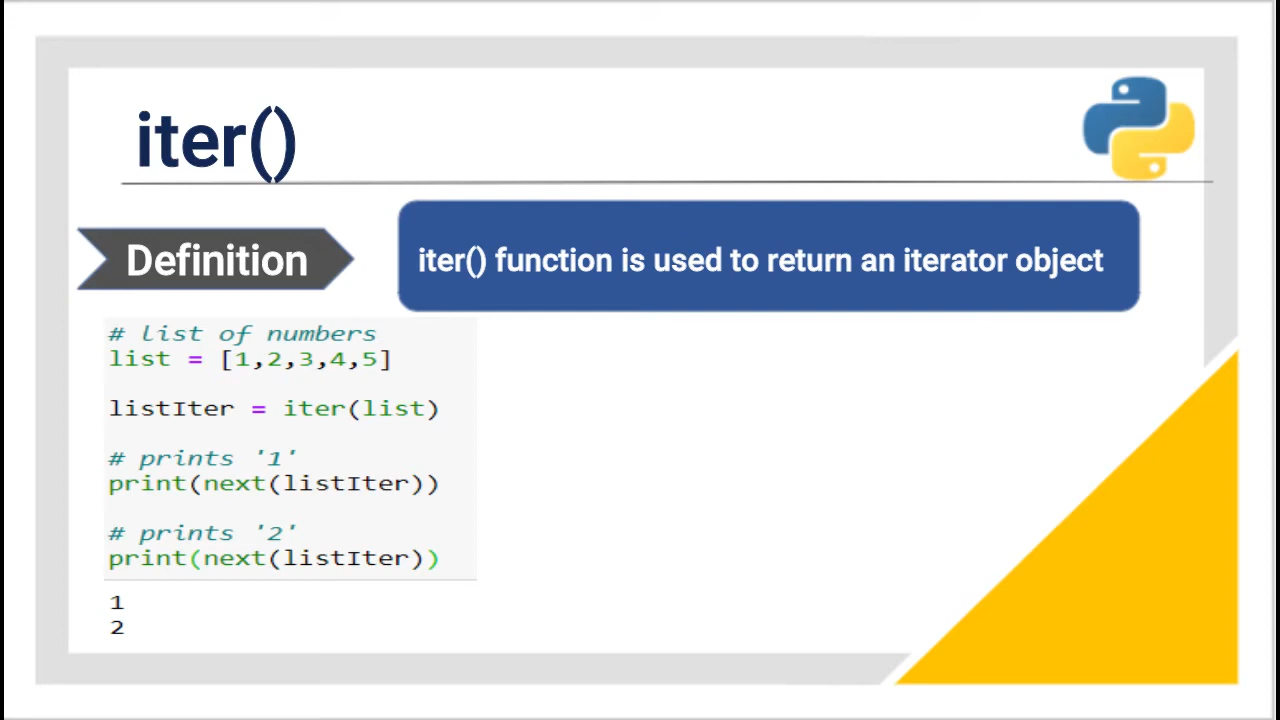 iter()
Definition
iter() function is used to return an iterator object
# list of numbers
list = [1,2,3,4,5]
listIter = iter(list)
# prints '1'
print(next(listIter))
# prints '2'
print(next(listIter))
1
2